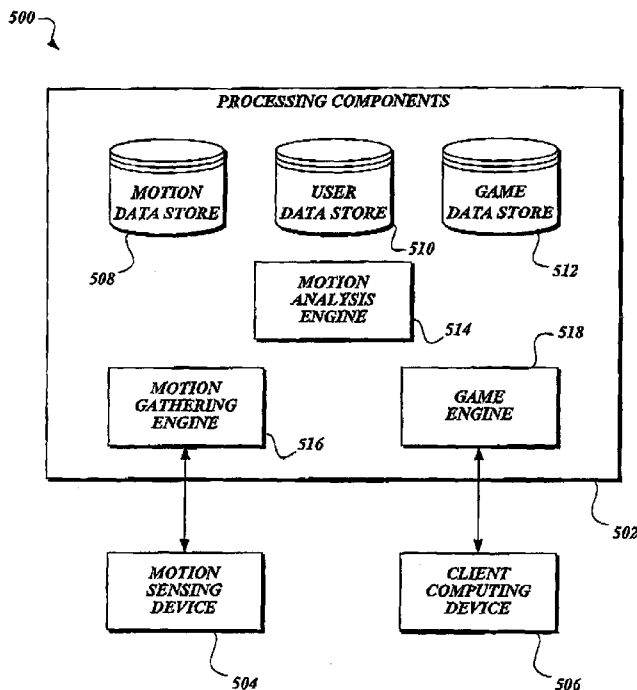 500
PROCESSING COMPONENTS
MOTION
DATA STORE
508
USER
DATA STORE
510
GAME
DATA STORE
512
MOTION
ANALYSIS
ENGINE
514
MOTION
GATHERING
ENGINE
516
518
GAME
ENGINE
502
MOTION
SENSING
DEVICE
504
CLIENT
COMPUTING
DEVICE
506